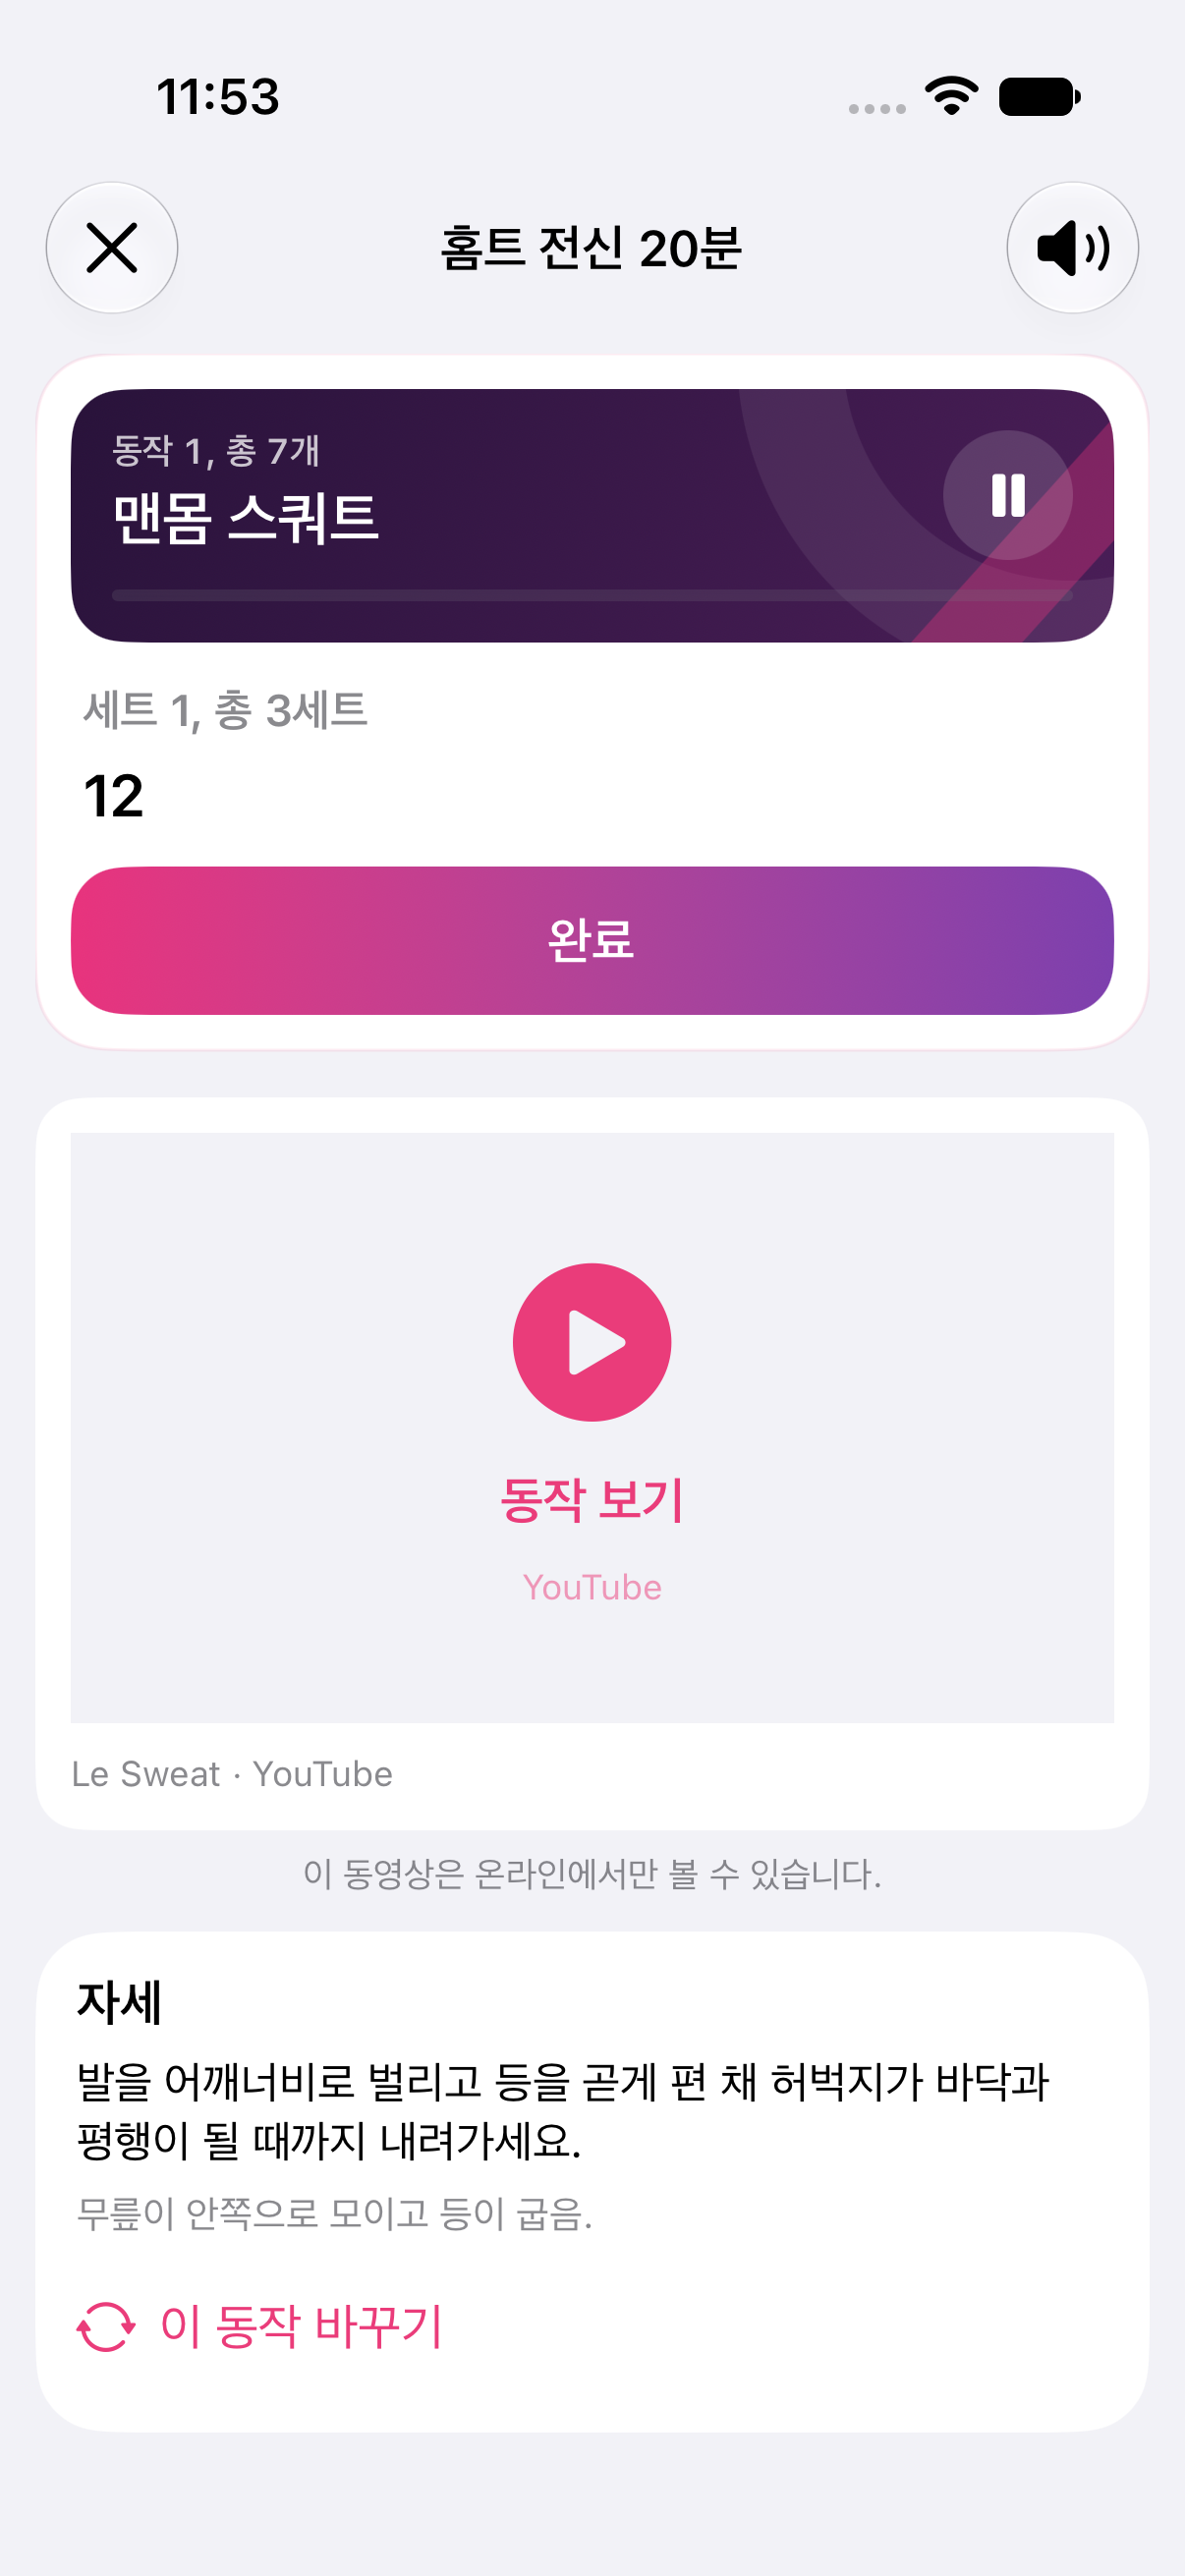 11:53
홈트 전신 20분
동작 1, 총 7개
맨몸 스쿼트
세트 1, 총 3세트
12
완료
동작 보기
YouTube
Le Sweat · YouTube
이 동영상은 온라인에서만 볼 수 있습니다.
자세
발을 어깨너비로 벌리고 등을 곧게 편 채 허벅지가 바닥과
평행이 될 때까지 내려가세요.
무릎이 안쪽으로 모이고 등이 굽음.
이 동작 바꾸기